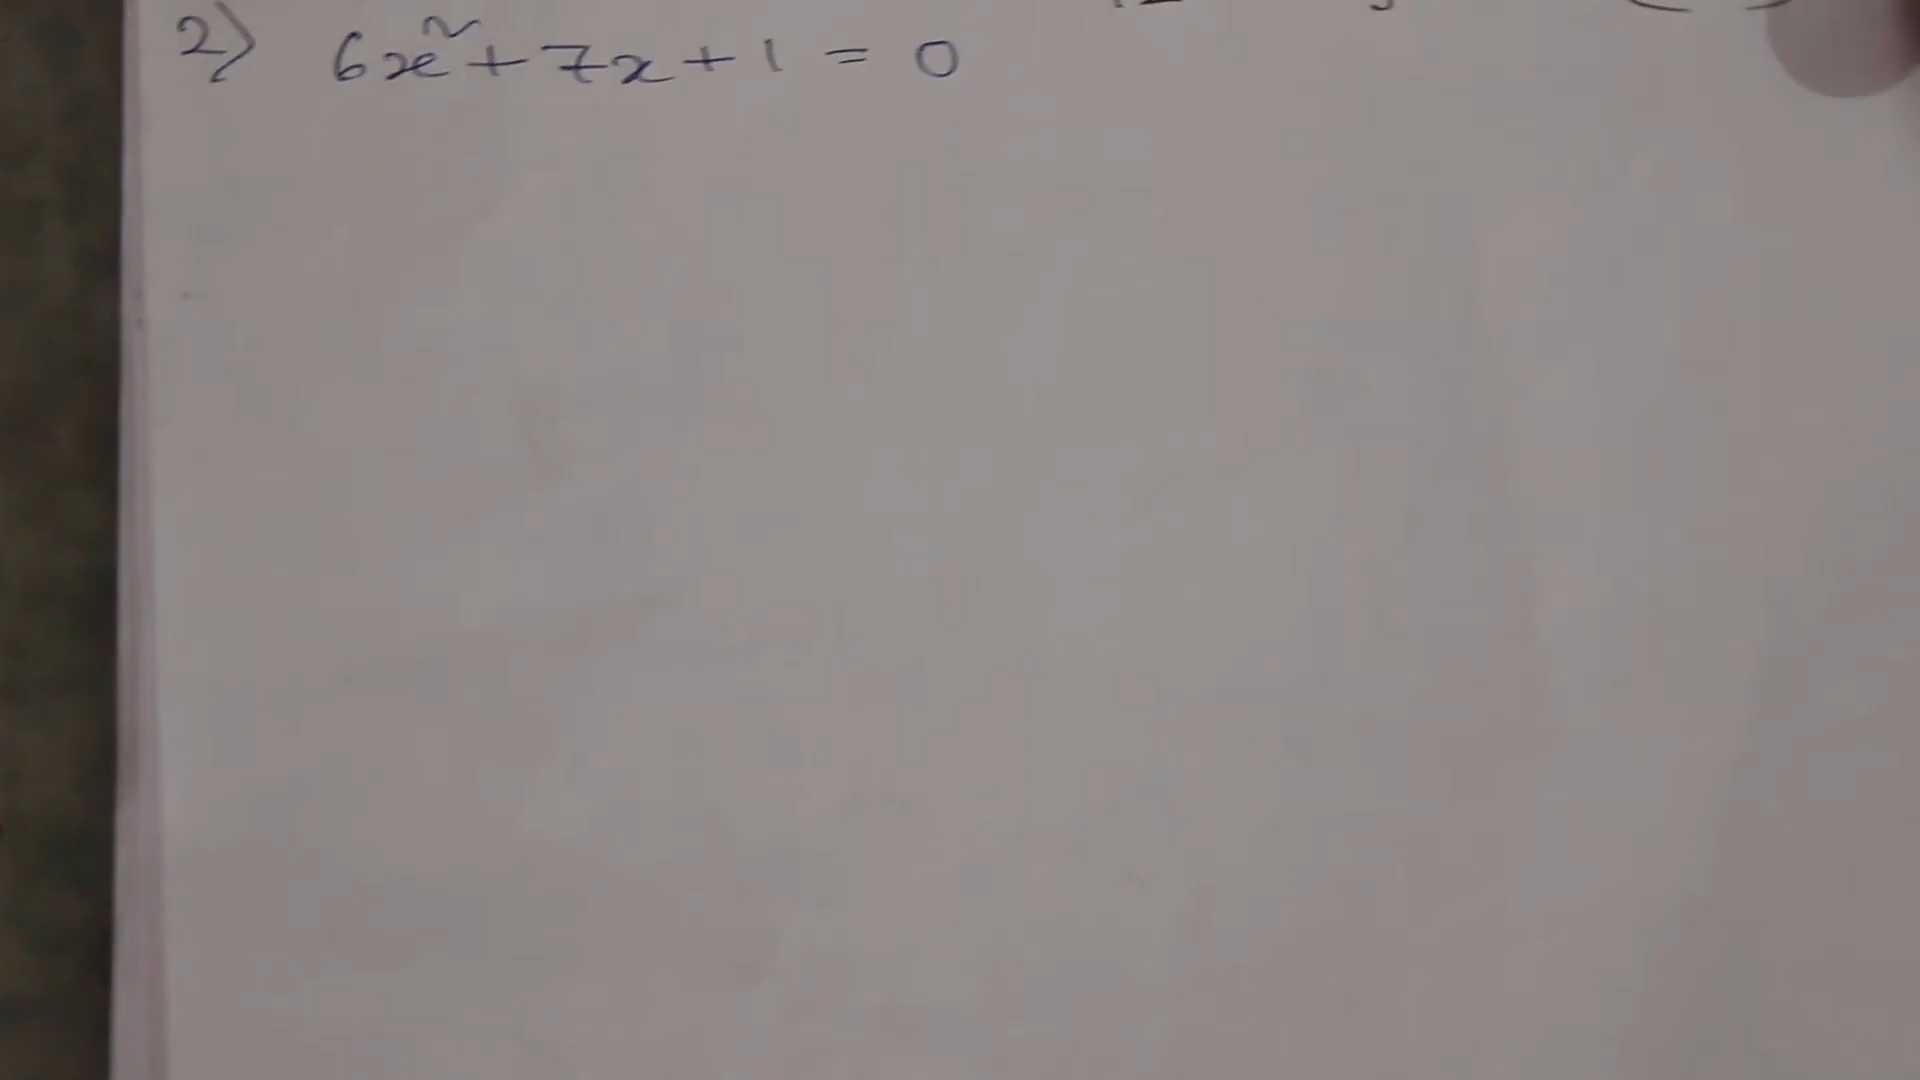 2) 6x² + 7x + 1 = 0